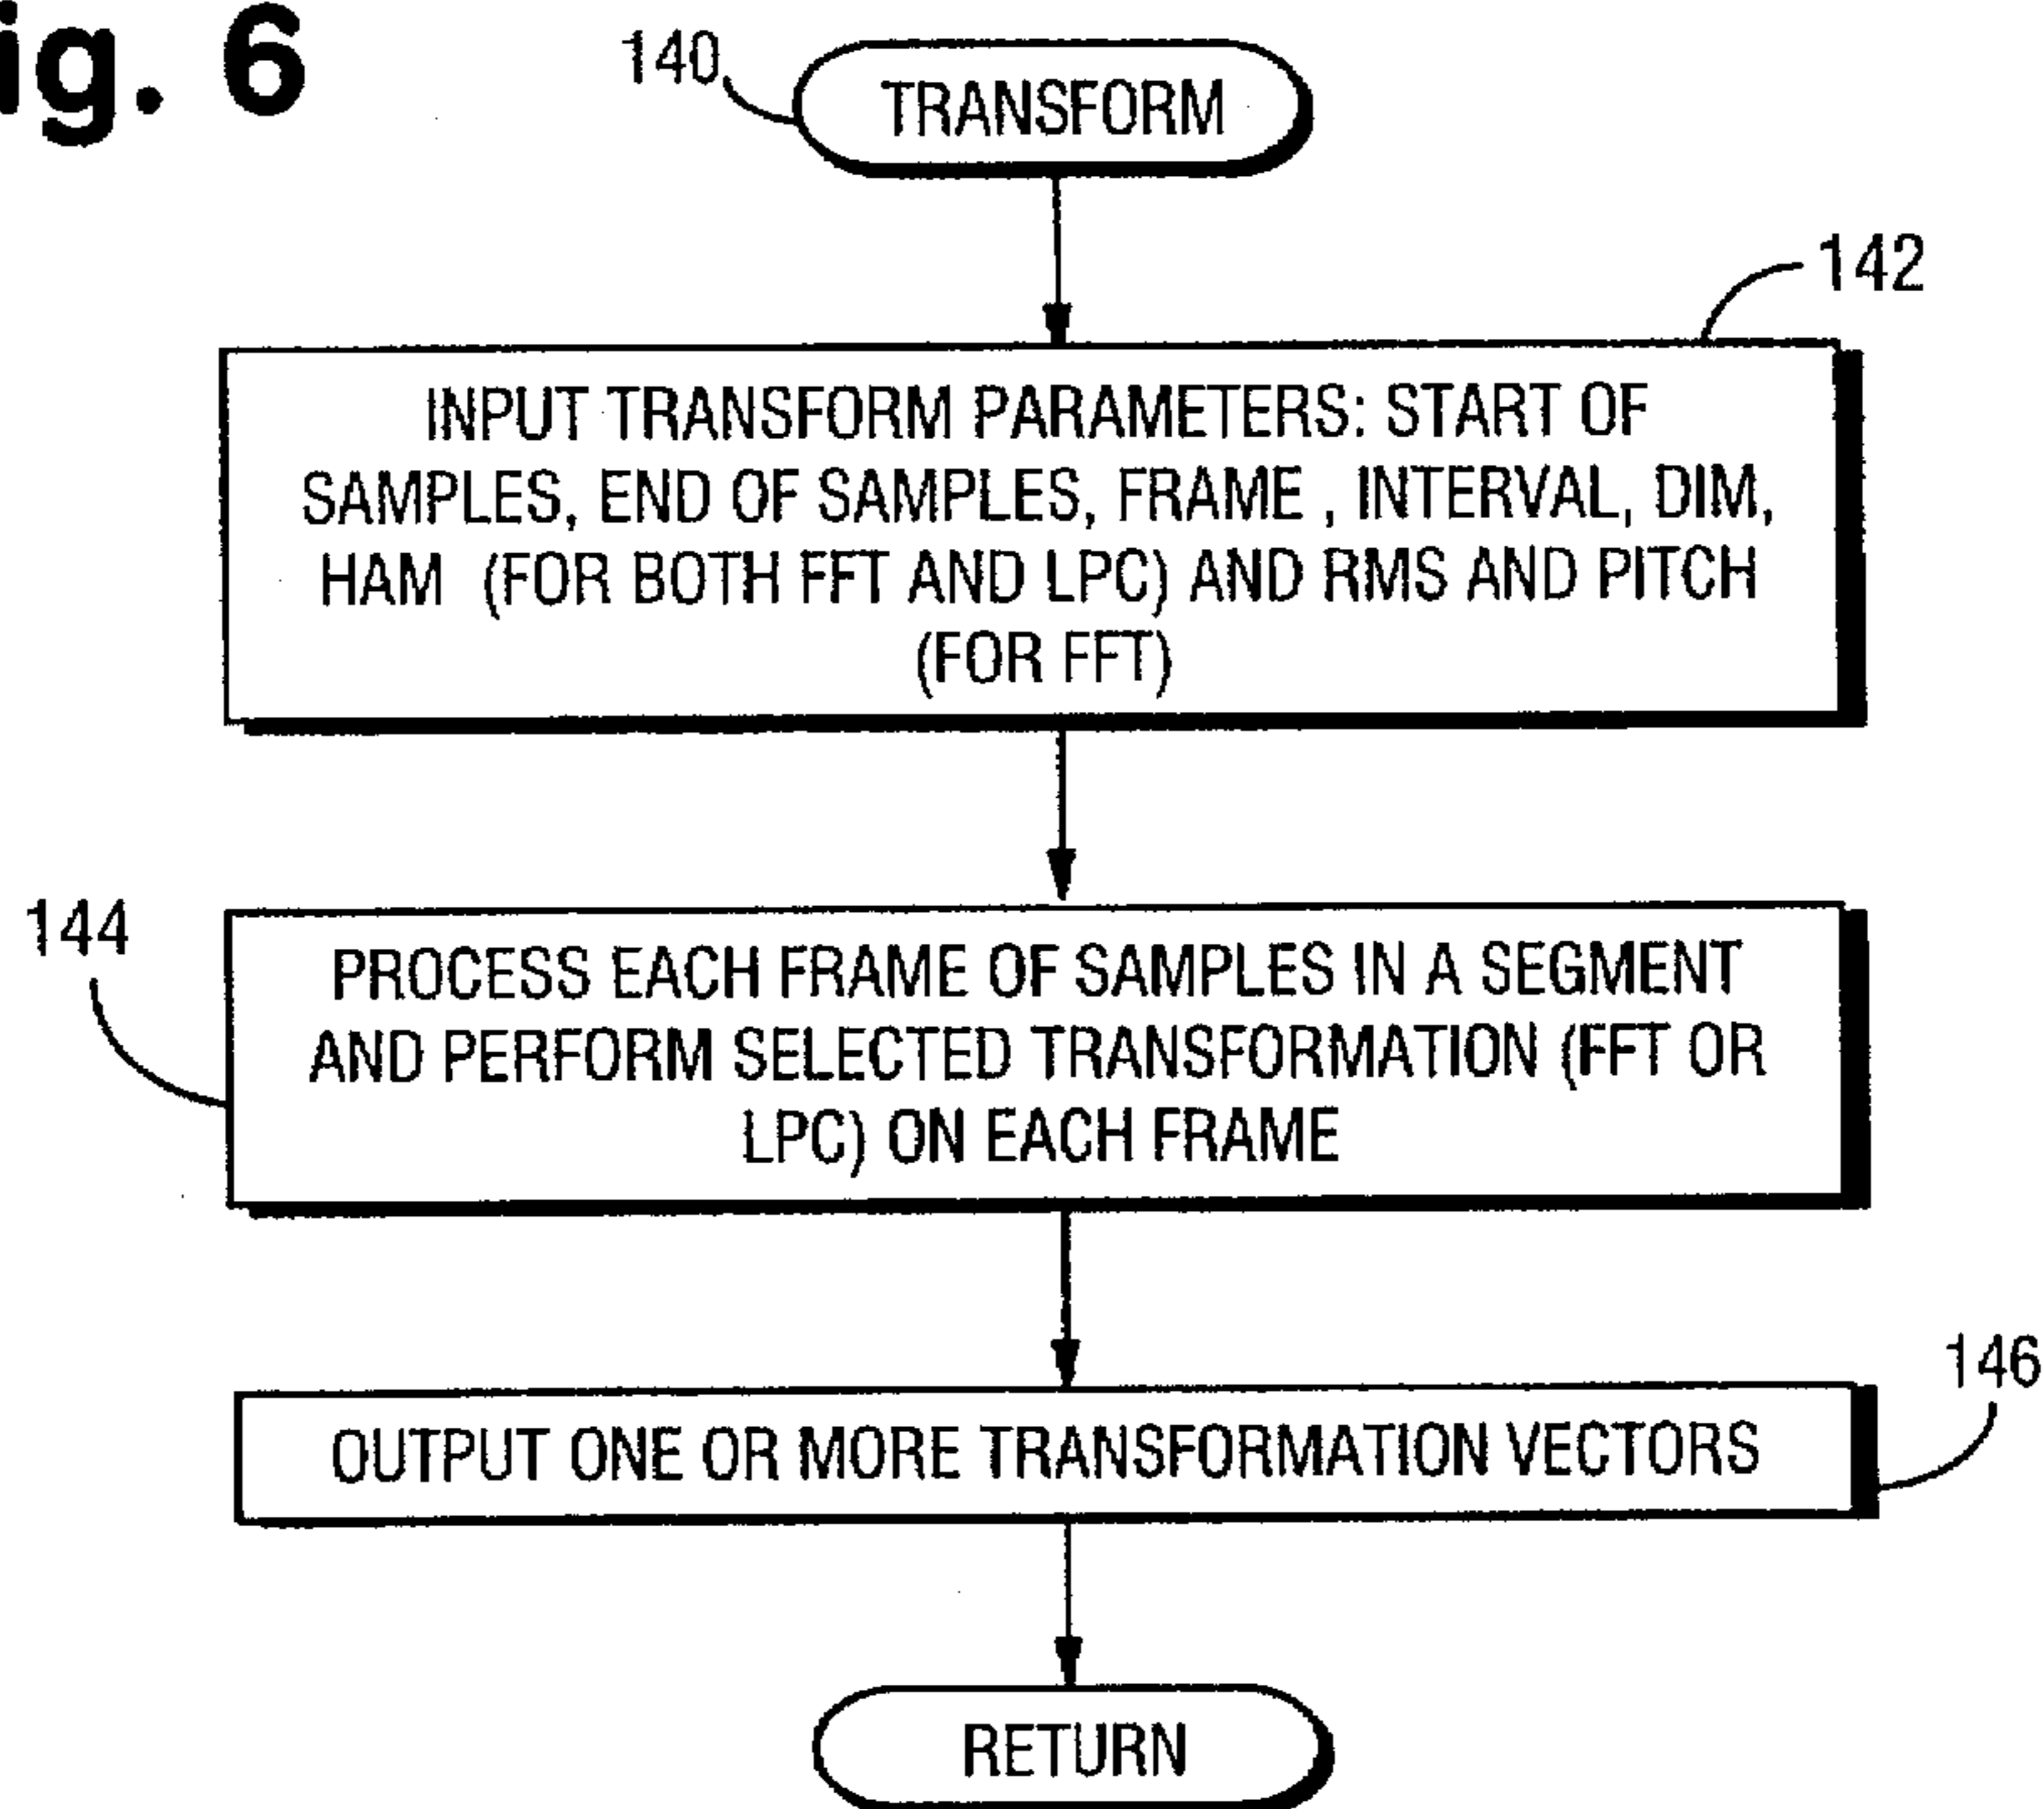 ig. 6
140
TRANSFORM
142
INPUT TRANSFORM PARAMETERS: START OF
SAMPLES, END OF SAMPLES, FRAME , INTERVAL, DIM,
HAM (FOR BOTH FFT AND LPC) AND RMS AND PITCH
(FOR FFT)
144
PROCESS EACH FRAME OF SAMPLES IN A SEGMENT
AND PERFORM SELECTED TRANSFORMATION (FFT OR
LPC) ON EACH FRAME
146
OUTPUT ONE OR MORE TRANSFORMATION VECTORS
RETURN